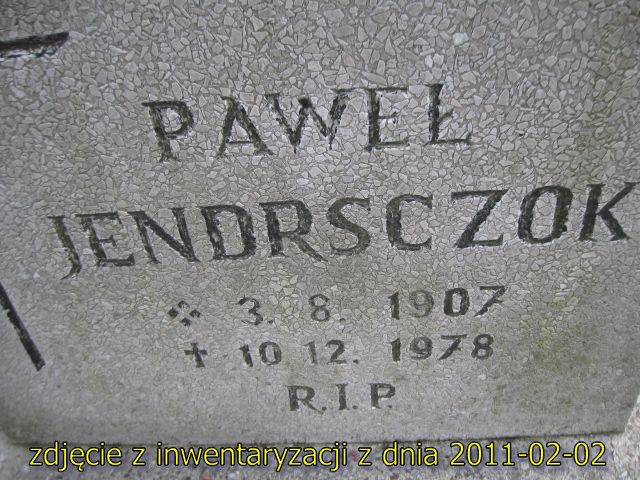 PAWEŁ
JENDRSCZOK
3. 8. 1907
✝ 10 12. 1978
R.I.P.
zdjęcie z inwentaryzacji z dnia 2011-02-02